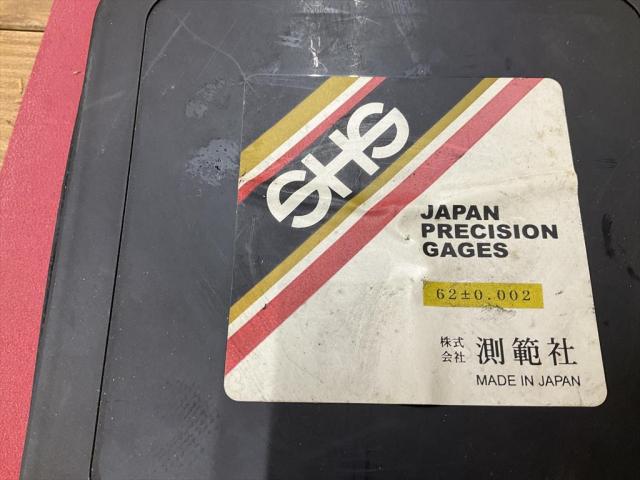 SHS
JAPAN
PRECISION
GAGES
62±0.002
株式
会社 測範社
MADE IN JAPAN